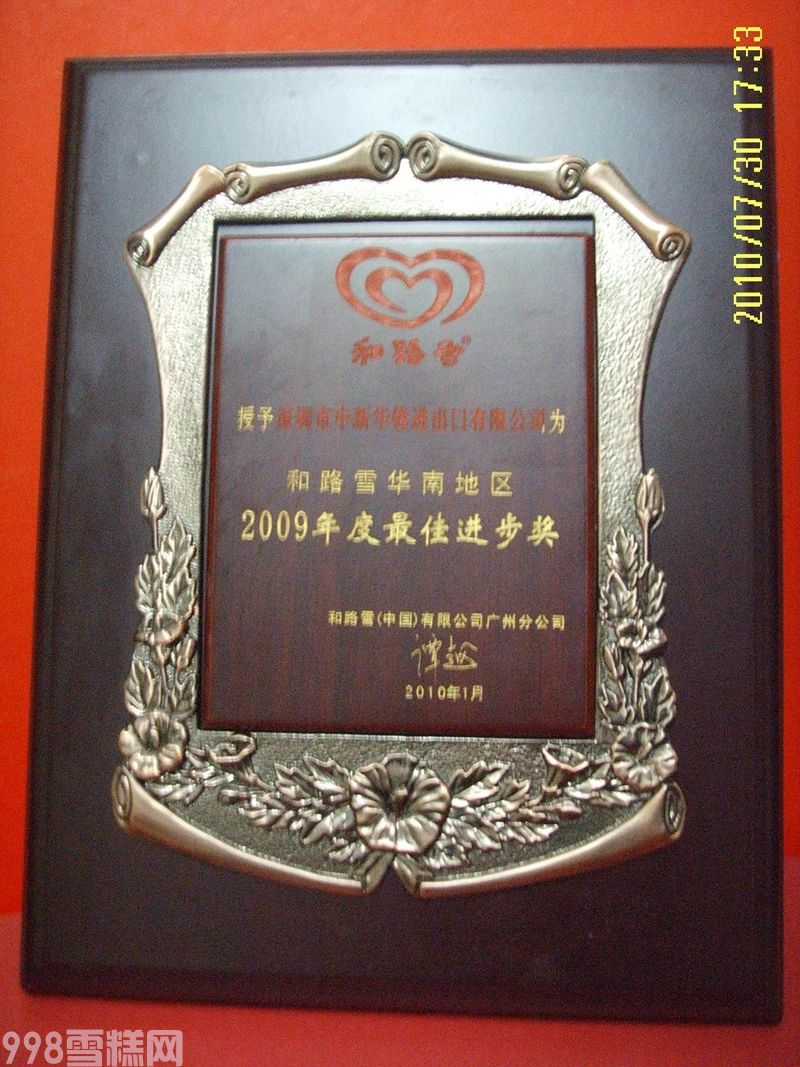 和路雪®
授予深圳市中新华德进出口有限公司为
和路雪华南地区
2009年度最佳进步奖
和路雪(中国)有限公司广州分公司
谭越
2010年1月
2010/07/30 17:33
998雪糕网